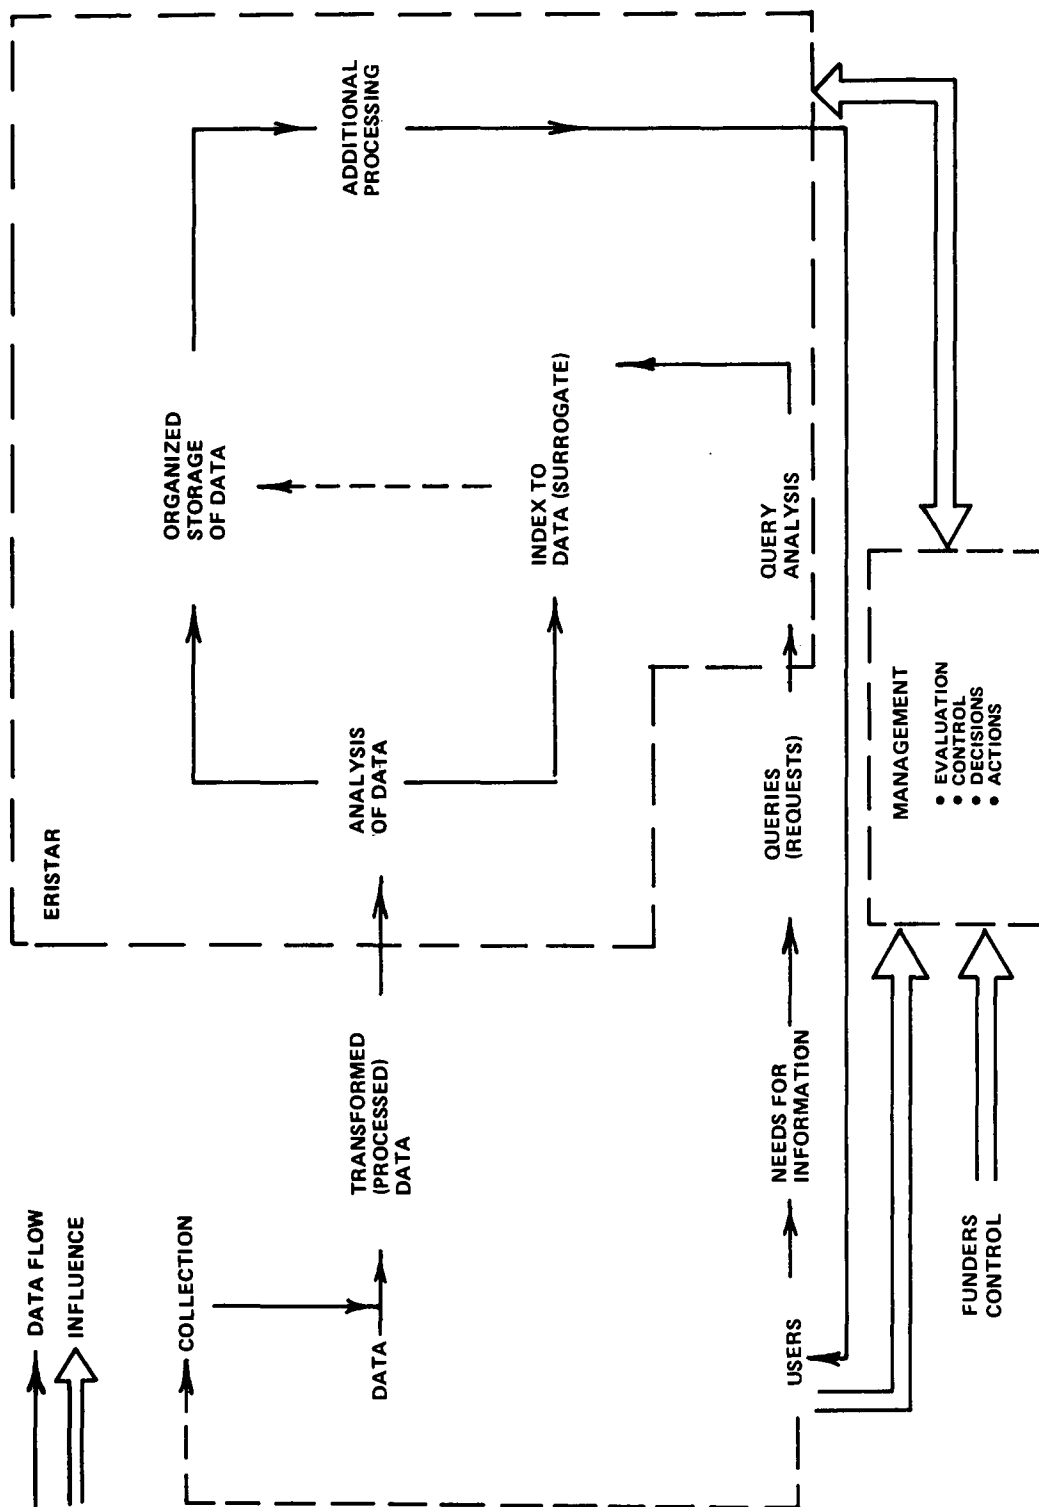 DATA FLOW
INFLUENCE
ERISTAR
COLLECTION
DATA
TRANSFORMED
(PROCESSED)
DATA
ANALYSIS
OF DATA
ORGANIZED
STORAGE
OF DATA
ADDITIONAL
PROCESSING
INDEX TO
DATA (SURROGATE)
USERS
NEEDS FOR
INFORMATION
QUERIES
(REQUESTS)
QUERY
ANALYSIS
FUNDERS
CONTROL
MANAGEMENT
• EVALUATION
• CONTROL
• DECISIONS
• ACTIONS